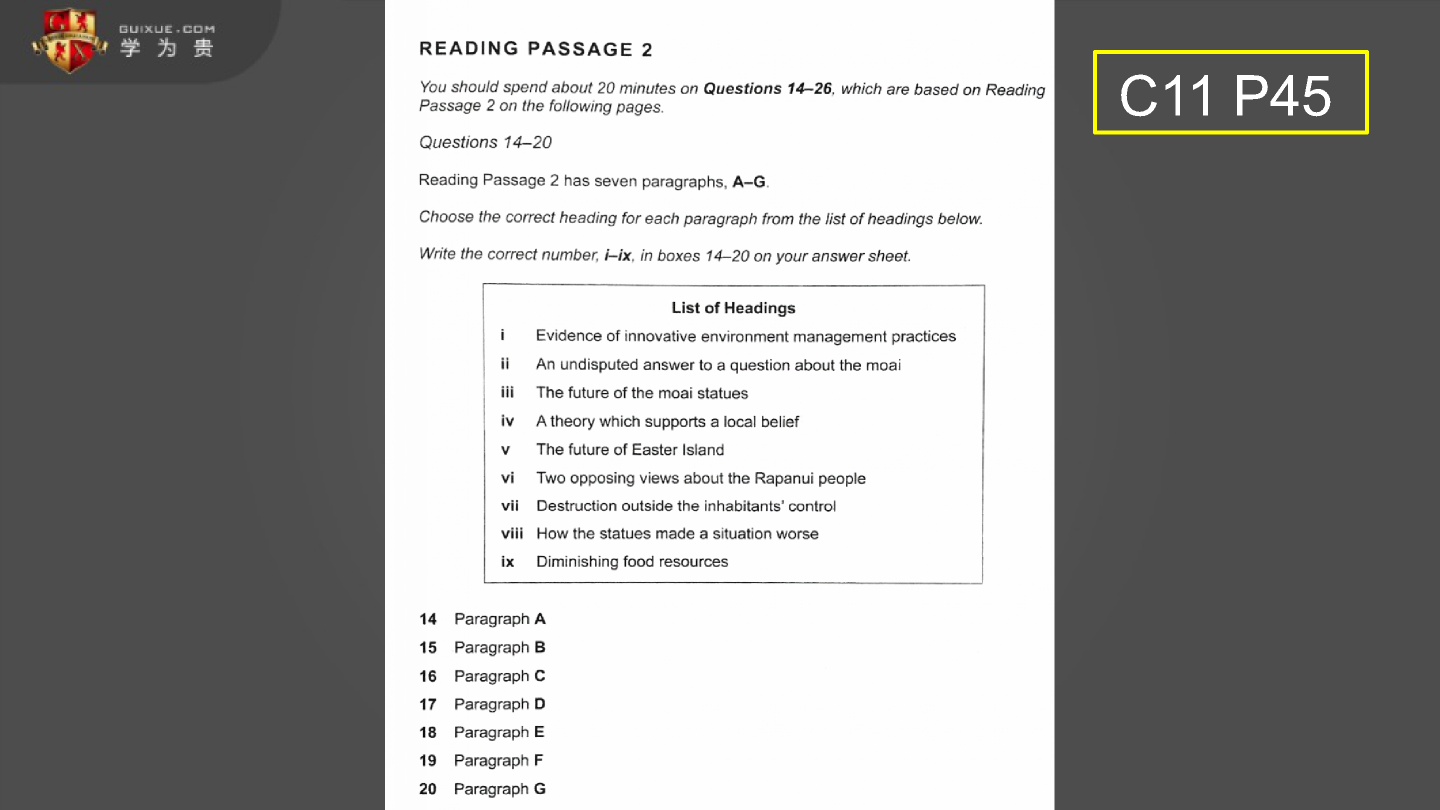 GUIXUE.COM
学为贵
C11 P45
READING PASSAGE 2
You should spend about 20 minutes on Questions 14–26, which are based on Reading
Passage 2 on the following pages.
Questions 14–20
Reading Passage 2 has seven paragraphs, A–G.
Choose the correct heading for each paragraph from the list of headings below.
Write the correct number, i–ix, in boxes 14–20 on your answer sheet.
List of Headings
i Evidence of innovative environment management practices
ii An undisputed answer to a question about the moai
iii The future of the moai statues
iv A theory which supports a local belief
v The future of Easter Island
vi Two opposing views about the Rapanui people
vii Destruction outside the inhabitants' control
viii How the statues made a situation worse
ix Diminishing food resources
14 Paragraph A
15 Paragraph B
16 Paragraph C
17 Paragraph D
18 Paragraph E
19 Paragraph F
20 Paragraph G